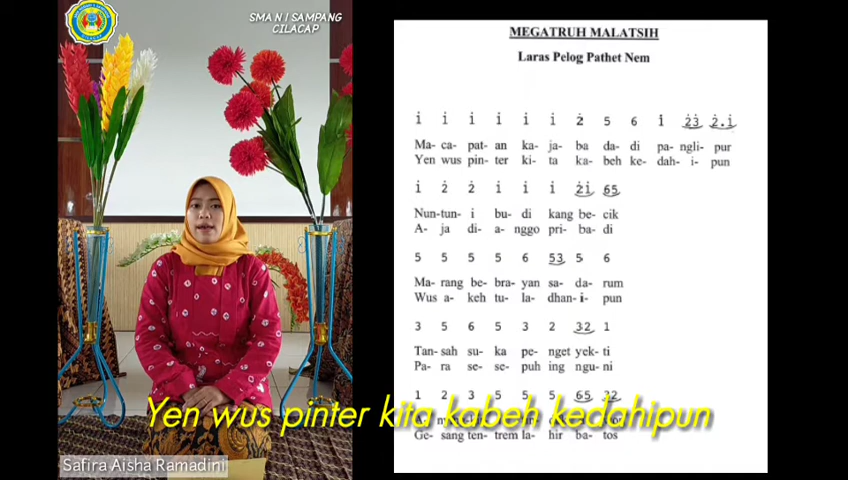 SMA N 1 SAMPANG
CILACAP
MEGATRUH MALATSIH
Laras Pelog Pathet Nem
i̇ i̇ i̇ i̇ i̇ i̇ 2̇ 5 6 i̇ 2̇3̇ 2̇.i̇
Ma- ca- pat- an ka- ja- ba da- di pa- ngli- pur
Yen wus pin- ter ki- ta ka- beh ke- dah- i- pun
i̇ 2̇ 2̇ i̇ i̇ i̇ 2̇i̇ 65
Nun-tun- i bu- di kang be- cik
A- ja di- a- nggo pri- ba- di
5 5 5 5 6 53 5 6
Ma- rang be- bra- yan sa- da- rum
Wus a- keh tu- la- dhan- i- pun
3 5 6 5 3 2 32 1
Tan- sah su- ka pe- nget yek- ti
Pa- ra se- se- puh ing ngu- ni
1 2 3 5 5 5 65 32
Yen wus pinter kita kabeh kedahipun
Ge- sang ten- trem la- hir ba- tos
Safira Aisha Ramadini